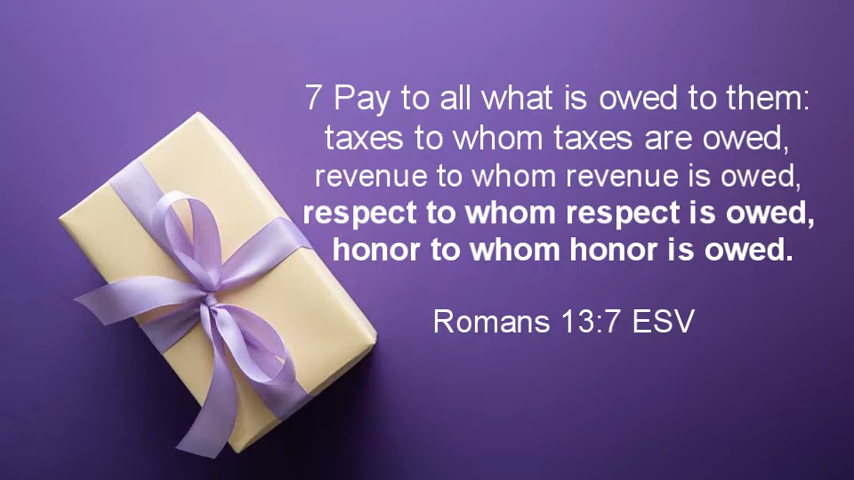 7 Pay to all what is owed to them:
taxes to whom taxes are owed,
revenue to whom revenue is owed,
respect to whom respect is owed,
honor to whom honor is owed.
Romans 13:7 ESV